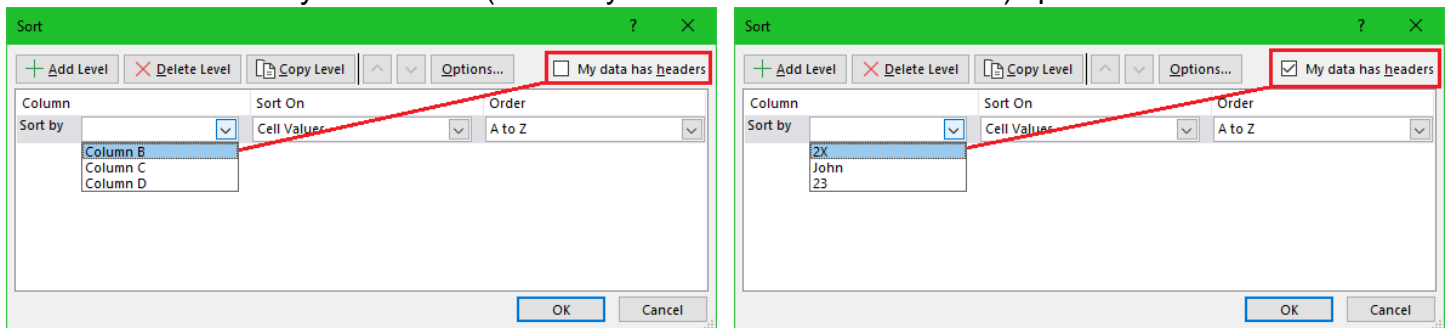 Sort ? ×
Add Level Delete Level Copy Level Options... My data has headers
Column Sort On Order
Sort by Cell Values A to Z
Column B
Column C
Column D
OK Cancel
Sort ? ×
Add Level Delete Level Copy Level Options... My data has headers
Column Sort On Order
Sort by Cell Values A to Z
2X
John
23
OK Cancel